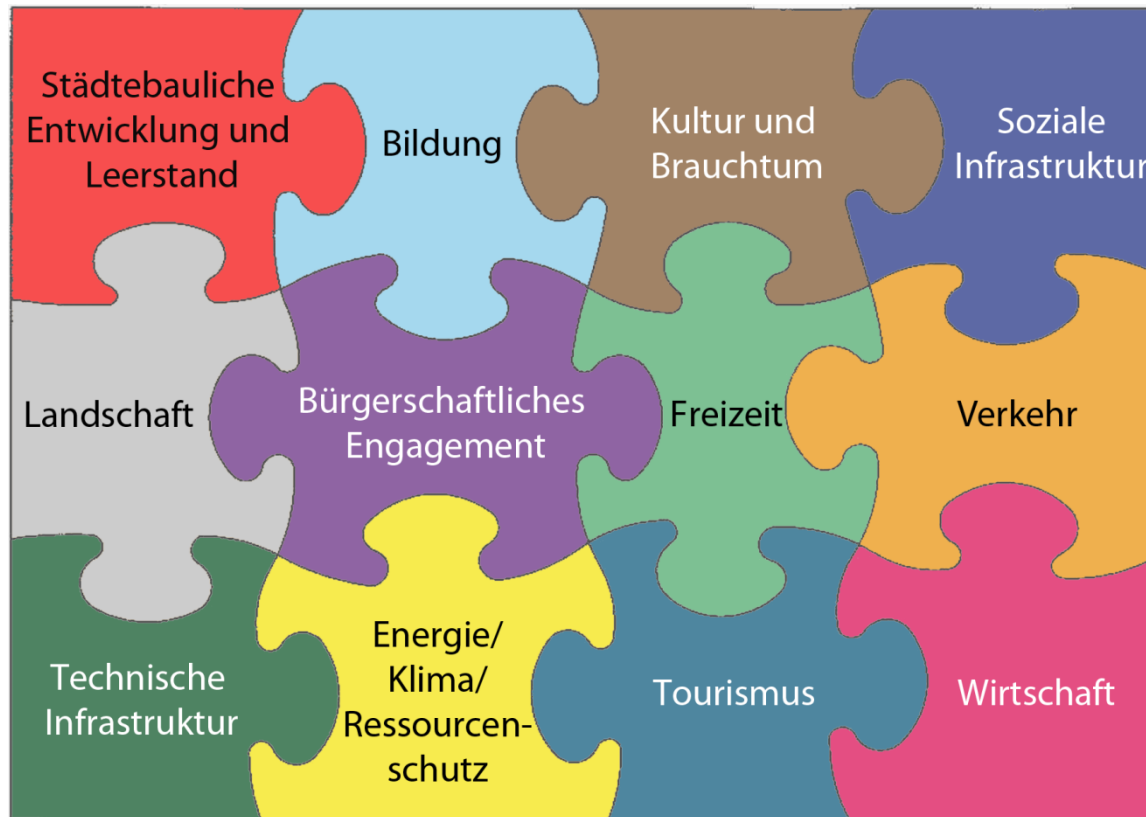 Städtebauliche
Entwicklung und
Leerstand
Bildung
Kultur und
Brauchtum
Soziale
Infrastruktur
Landschaft
Bürgerschaftliches
Engagement
Freizeit
Verkehr
Technische
Infrastruktur
Energie/
Klima/
Ressourcen-
schutz
Tourismus
Wirtschaft